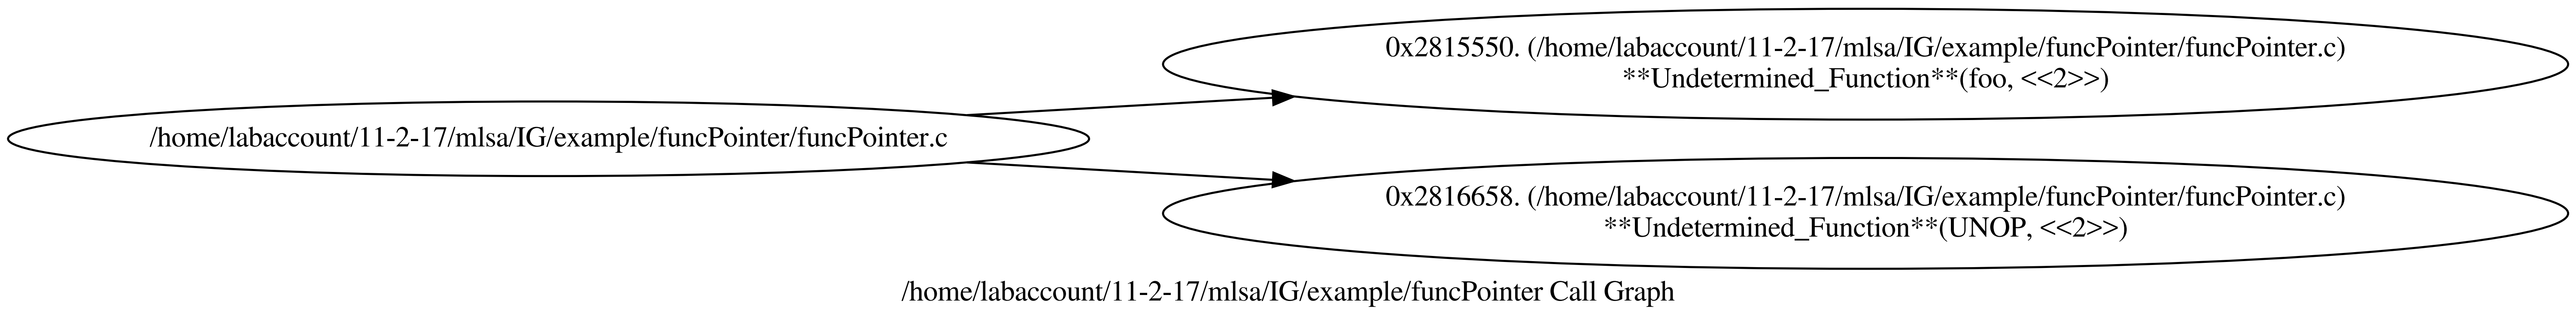 /home/labaccount/11-2-17/mlsa/IG/example/funcPointer/funcPointer.c
0x2815550. (/home/labaccount/11-2-17/mlsa/IG/example/funcPointer/funcPointer.c)
**Undetermined_Function**(foo, <<2>>)
0x2816658. (/home/labaccount/11-2-17/mlsa/IG/example/funcPointer/funcPointer.c)
**Undetermined_Function**(UNOP, <<2>>)
/home/labaccount/11-2-17/mlsa/IG/example/funcPointer Call Graph